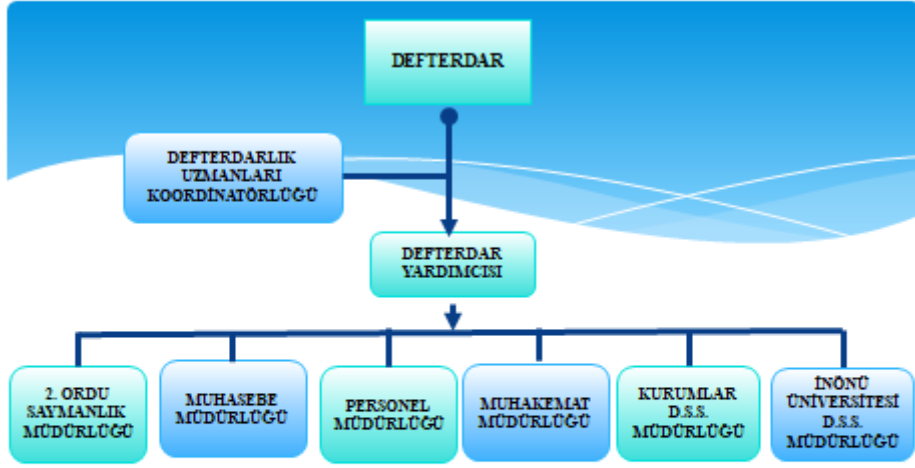 DEFTERDAR
DEFTERDARLIK
UZMANLARI
KOORDİNATÖRLÜĞÜ
DEFTERDAR
YARDIMCISI
2. ORDU
SAYMANLIK
MÜDÜRLÜĞÜ
MUHASEBE
MÜDÜRLÜĞÜ
PERSONEL
MÜDÜRLÜĞÜ
MUHAKEMAT
MÜDÜRLÜĞÜ
KURUMLAR
D.S.S.
MÜDÜRLÜĞÜ
İNÖNÜ
ÜNİVERSİTESİ
D.S.S.
MÜDÜRLÜĞÜ